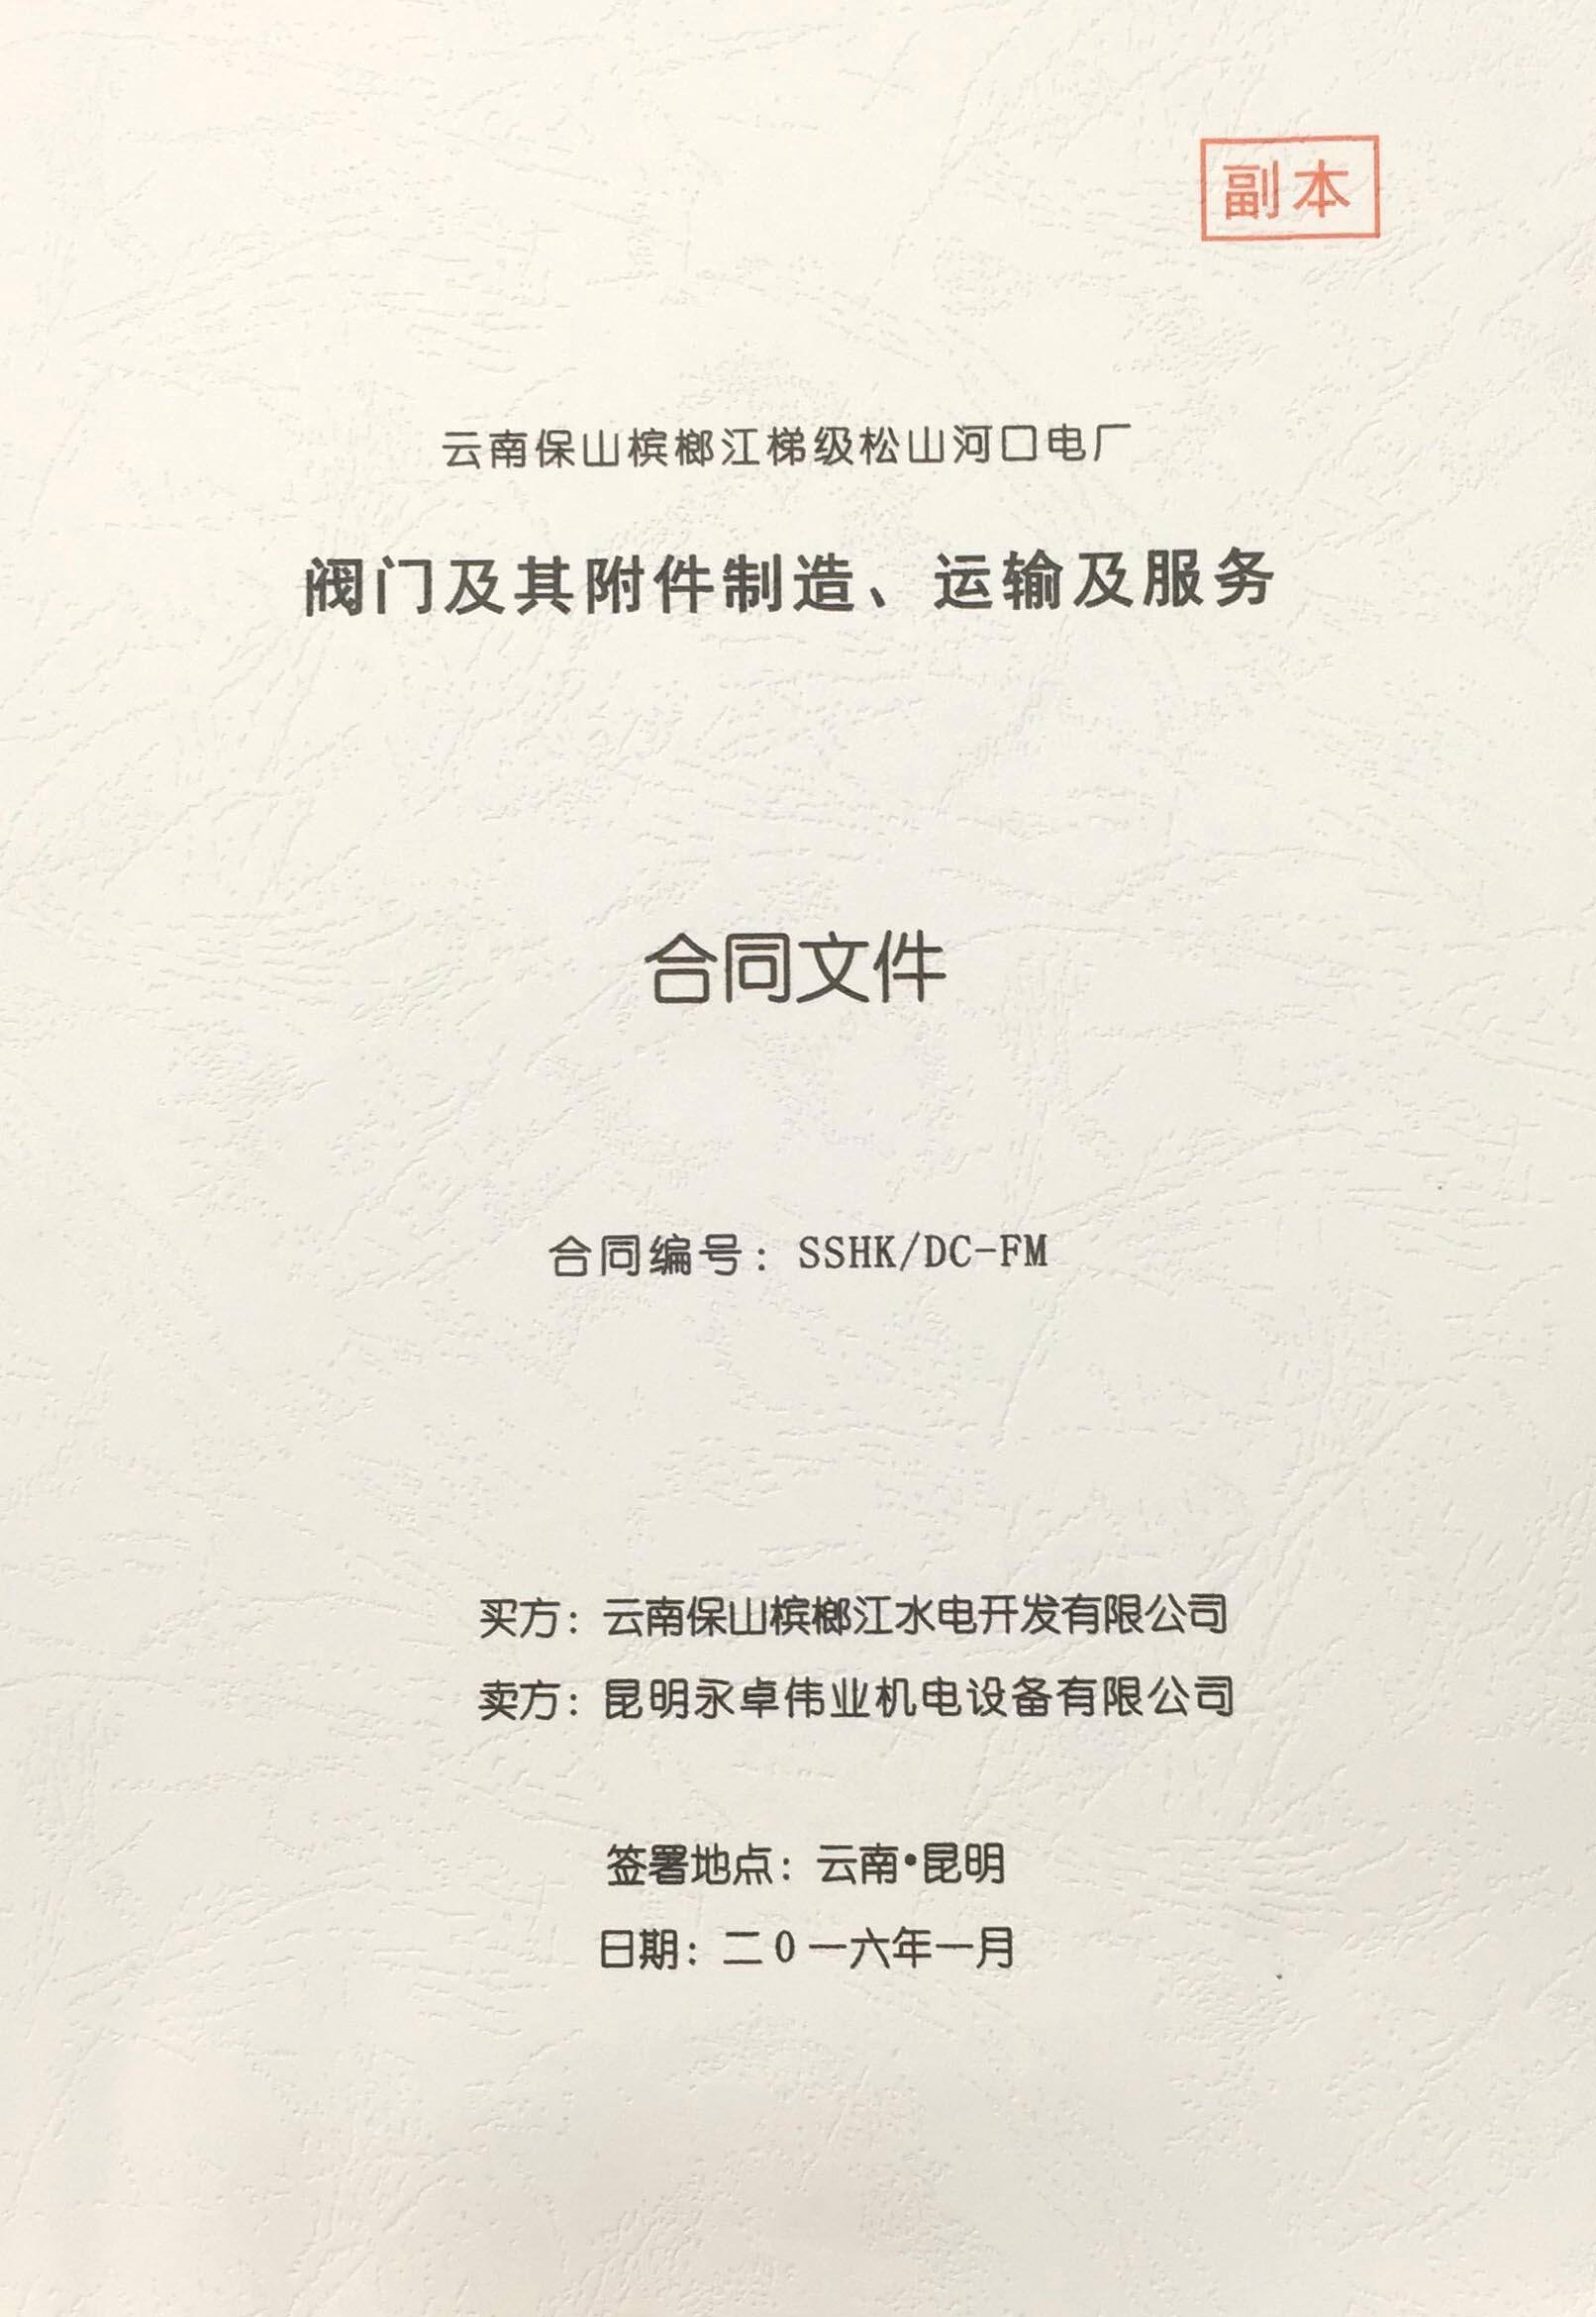 副本
云南保山槟榔江梯级松山河口电厂
阀门及其附件制造、运输及服务
合同文件
合同编号：SSHK/DC-FM
买方：云南保山槟榔江水电开发有限公司
卖方：昆明永卓伟业机电设备有限公司
签署地点：云南•昆明
日期：二0一六年一月